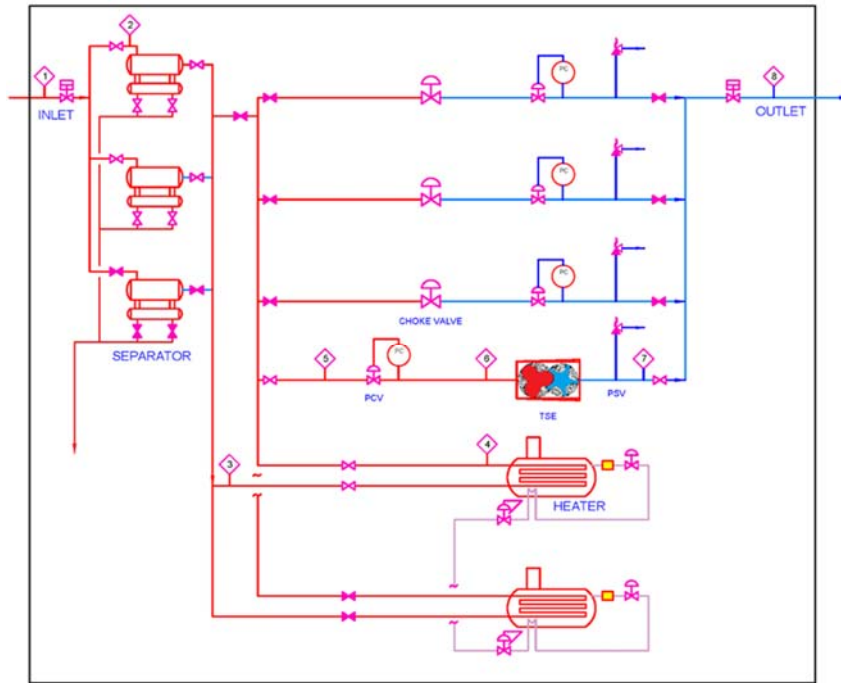 2
1
8
PC
INLET
OUTLET
PC
PC
CHOKE VALVE
SEPARATOR
5
PC
6
7
PCV
PSV
TSE
4
3
HEATER